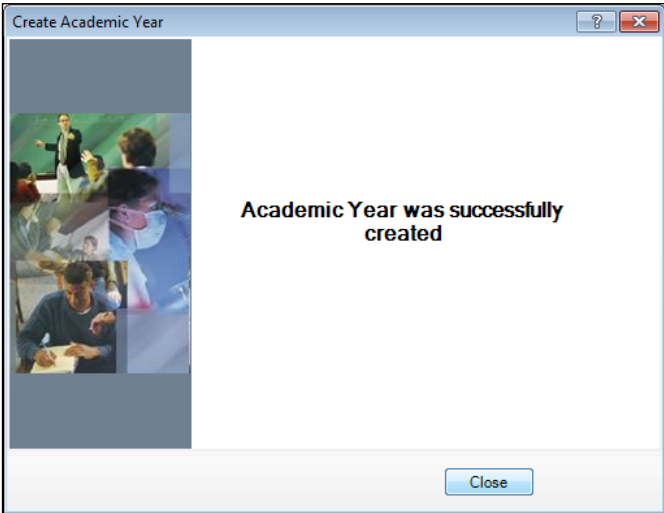 Create Academic Year
?
Academic Year was successfully
created
Close